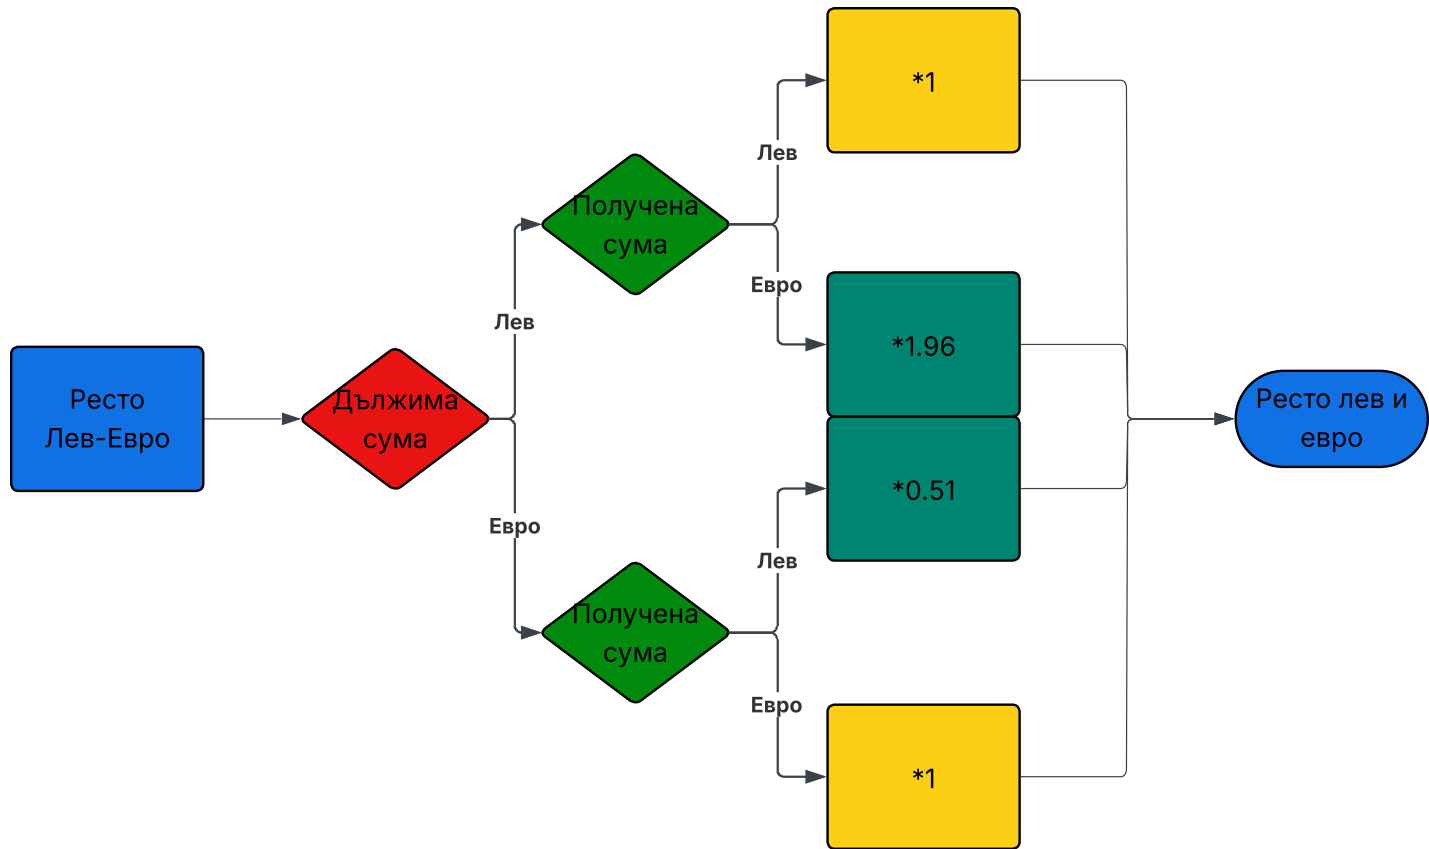 Ресто
Лев-Евро
Дължима
сума
Лев
Евро
Получена
сума
Лев
Евро
*1
*1.96
Получена
сума
Лев
Евро
*0.51
*1
Ресто лев и
евро